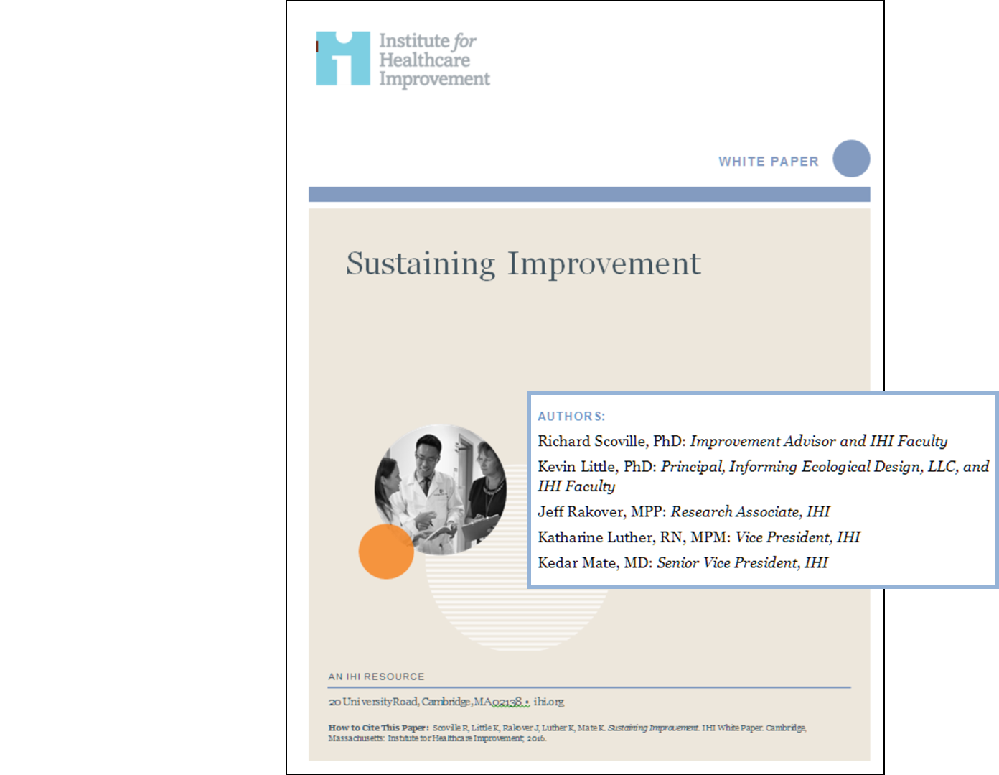 Institute for
Healthcare
Improvement
WHITE PAPER
Sustaining Improvement
AUTHORS:
Richard Scoville, PhD: Improvement Advisor and IHI Faculty
Kevin Little, PhD: Principal, Informing Ecological Design, LLC, and
IHI Faculty
Jeff Rakover, MPP: Research Associate, IHI
Katharine Luther, RN, MPM: Vice President, IHI
Kedar Mate, MD: Senior Vice President, IHI
AN IHI RESOURCE
20 University Road, Cambridge, MA 02138 • ihi.org
How to Cite This Paper: Scoville R, Little K, Rakover J, Luther K, Mate K. Sustaining Improvement. IHI White Paper. Cambridge,
Massachusetts: Institute for Healthcare Improvement; 2016.